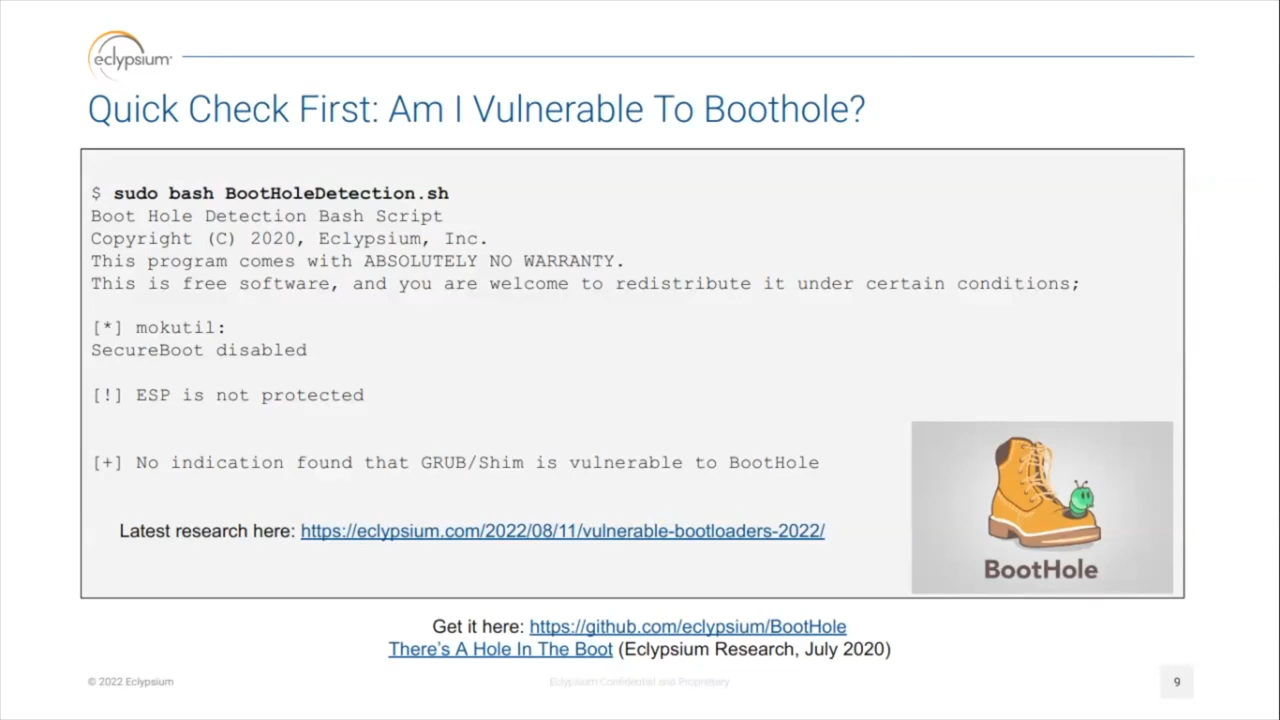 eclypsium
Quick Check First: Am I Vulnerable To Boothole?
$ sudo bash BootHoleDetection.sh
Boot Hole Detection Bash Script
Copyright (C) 2020, Eclypsium, Inc.
This program comes with ABSOLUTELY NO WARRANTY.
This is free software, and you are welcome to redistribute it under certain conditions;
[*] mokutil:
SecureBoot disabled
[!] ESP is not protected
[+] No indication found that GRUB/Shim is vulnerable to BootHole
Latest research here: https://eclypsium.com/2022/08/11/vulnerable-bootloaders-2022/
BootHole
Get it here: https://github.com/eclypsium/BootHole
There's A Hole In The Boot (Eclypsium Research, July 2020)
© 2022 Eclypsium
Eclypsium Confidential and Proprietary
9